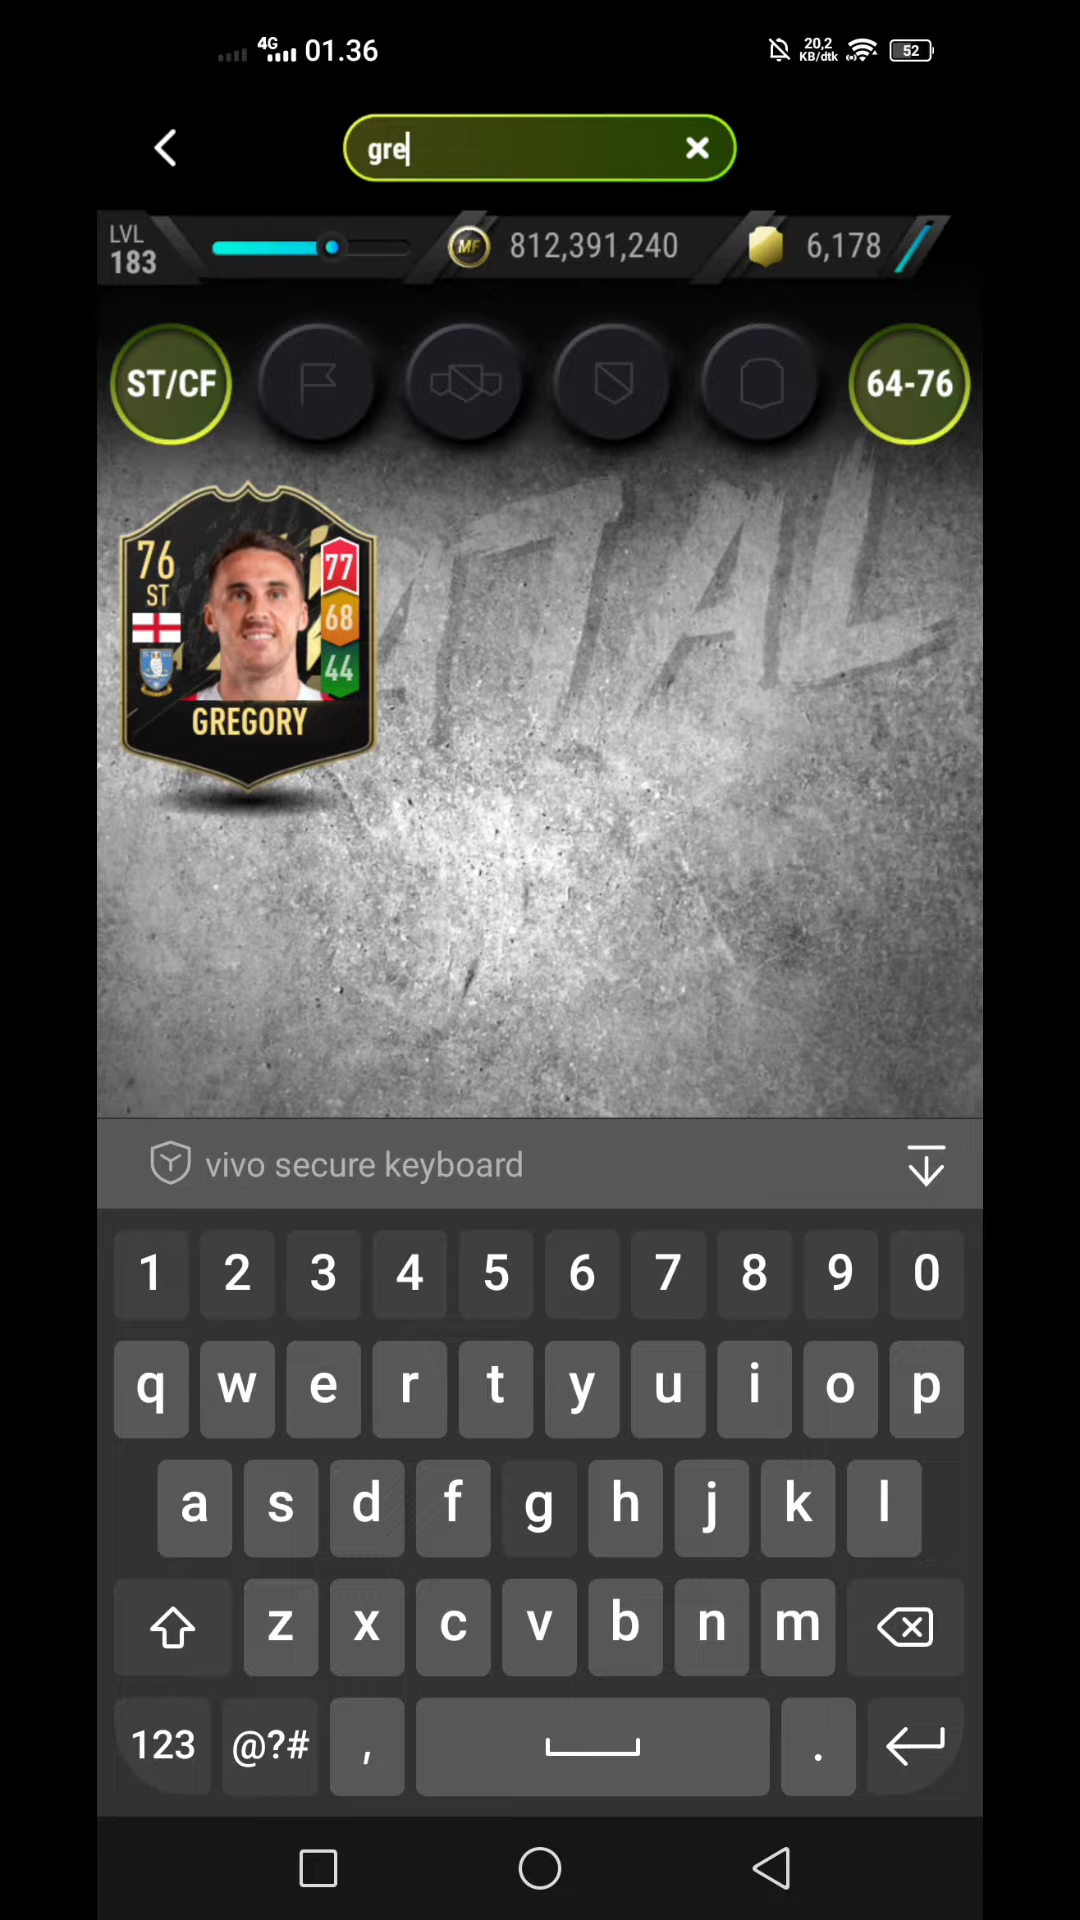 4G 01.36 20,2 KB/dtk 52
gre
LVL 183 MF 812,391,240 6,178
ST/CF 64-76
76 77
ST 68
44
GREGORY
vivo secure keyboard
1 2 3 4 5 6 7 8 9 0
q w e r t y u i o p
a s d f g h j k l
z x c v b n m
123 @?# , .